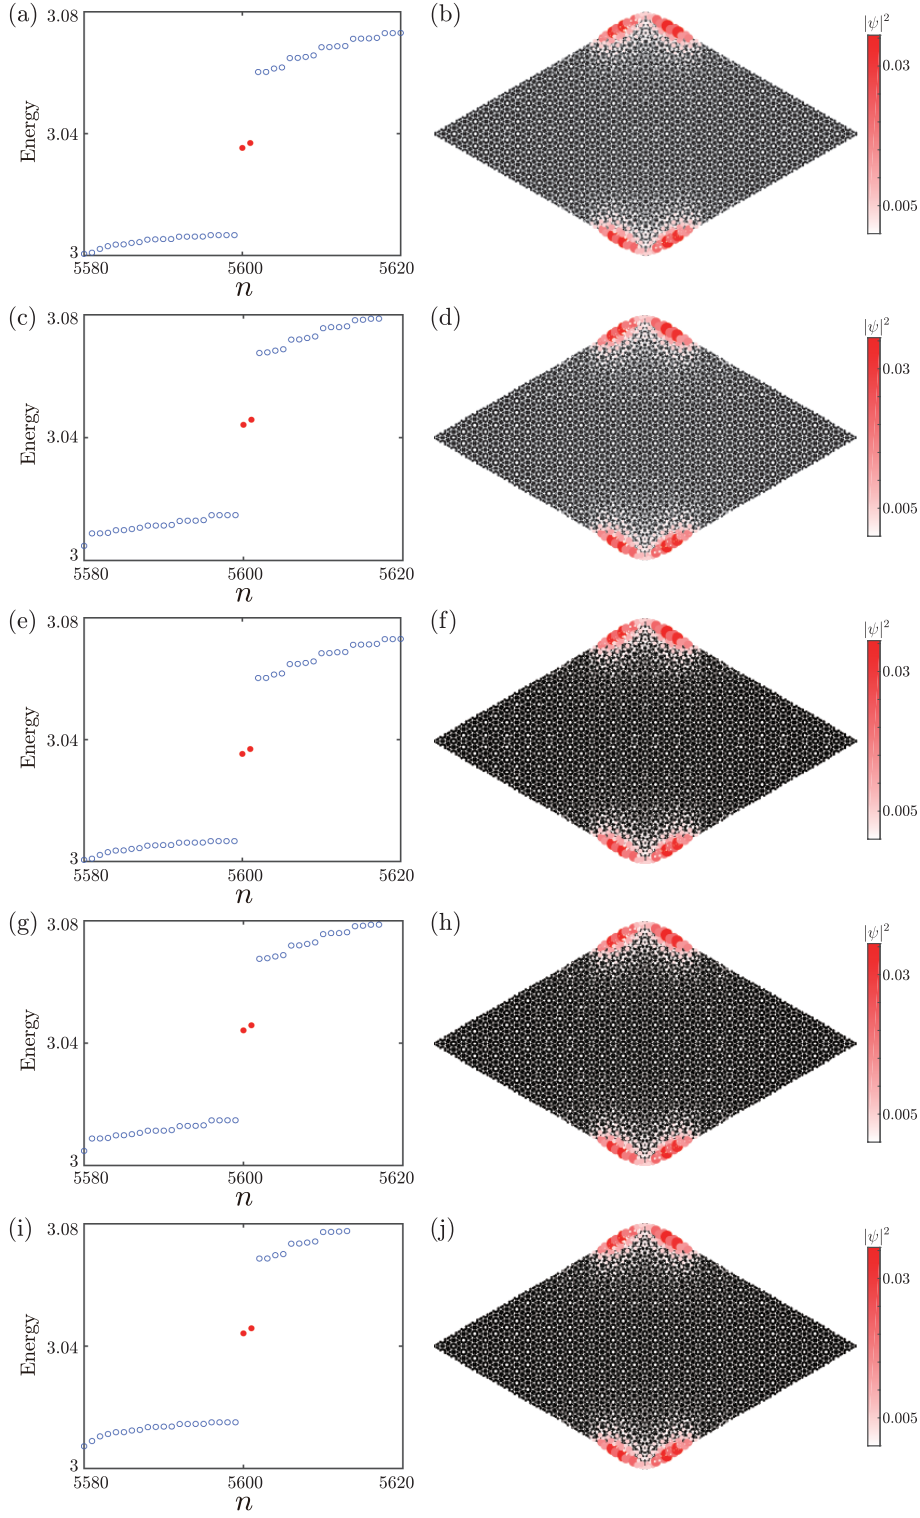 (a)
3.08
3.04
3
Energy
5580
5600
5620
n
(b)
|ψ|²
0.03
0.005
(c)
3.08
3.04
3
Energy
5580
5600
5620
n
(d)
|ψ|²
0.03
0.005
(e)
3.08
3.04
3
Energy
5580
5600
5620
n
(f)
|ψ|²
0.03
0.005
(g)
3.08
3.04
3
Energy
5580
5600
5620
n
(h)
|ψ|²
0.03
0.005
(i)
3.08
3.04
3
Energy
5580
5600
5620
n
(j)
|ψ|²
0.03
0.005